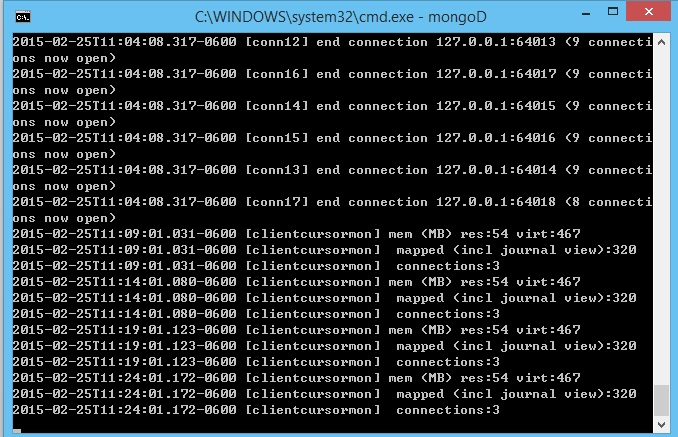 C:\WINDOWS\system32\cmd.exe - mongoD
2015-02-25T11:04:08.317-0600 [conn12] end connection 127.0.0.1:64013 (9 connecti
ons now open)
2015-02-25T11:04:08.317-0600 [conn16] end connection 127.0.0.1:64017 (9 connecti
ons now open)
2015-02-25T11:04:08.317-0600 [conn14] end connection 127.0.0.1:64015 (9 connecti
ons now open)
2015-02-25T11:04:08.317-0600 [conn15] end connection 127.0.0.1:64016 (9 connecti
ons now open)
2015-02-25T11:04:08.317-0600 [conn13] end connection 127.0.0.1:64014 (9 connecti
ons now open)
2015-02-25T11:04:08.317-0600 [conn17] end connection 127.0.0.1:64018 (8 connecti
ons now open)
2015-02-25T11:09:01.031-0600 [clientcursormon] mem (MB) res:54 virt:467
2015-02-25T11:09:01.031-0600 [clientcursormon]  mapped (incl journal view):320
2015-02-25T11:09:01.031-0600 [clientcursormon]  connections:3
2015-02-25T11:14:01.080-0600 [clientcursormon] mem (MB) res:54 virt:467
2015-02-25T11:14:01.080-0600 [clientcursormon]  mapped (incl journal view):320
2015-02-25T11:14:01.080-0600 [clientcursormon]  connections:3
2015-02-25T11:19:01.123-0600 [clientcursormon] mem (MB) res:54 virt:467
2015-02-25T11:19:01.123-0600 [clientcursormon]  mapped (incl journal view):320
2015-02-25T11:19:01.123-0600 [clientcursormon]  connections:3
2015-02-25T11:24:01.172-0600 [clientcursormon] mem (MB) res:54 virt:467
2015-02-25T11:24:01.172-0600 [clientcursormon]  mapped (incl journal view):320
2015-02-25T11:24:01.172-0600 [clientcursormon]  connections:3